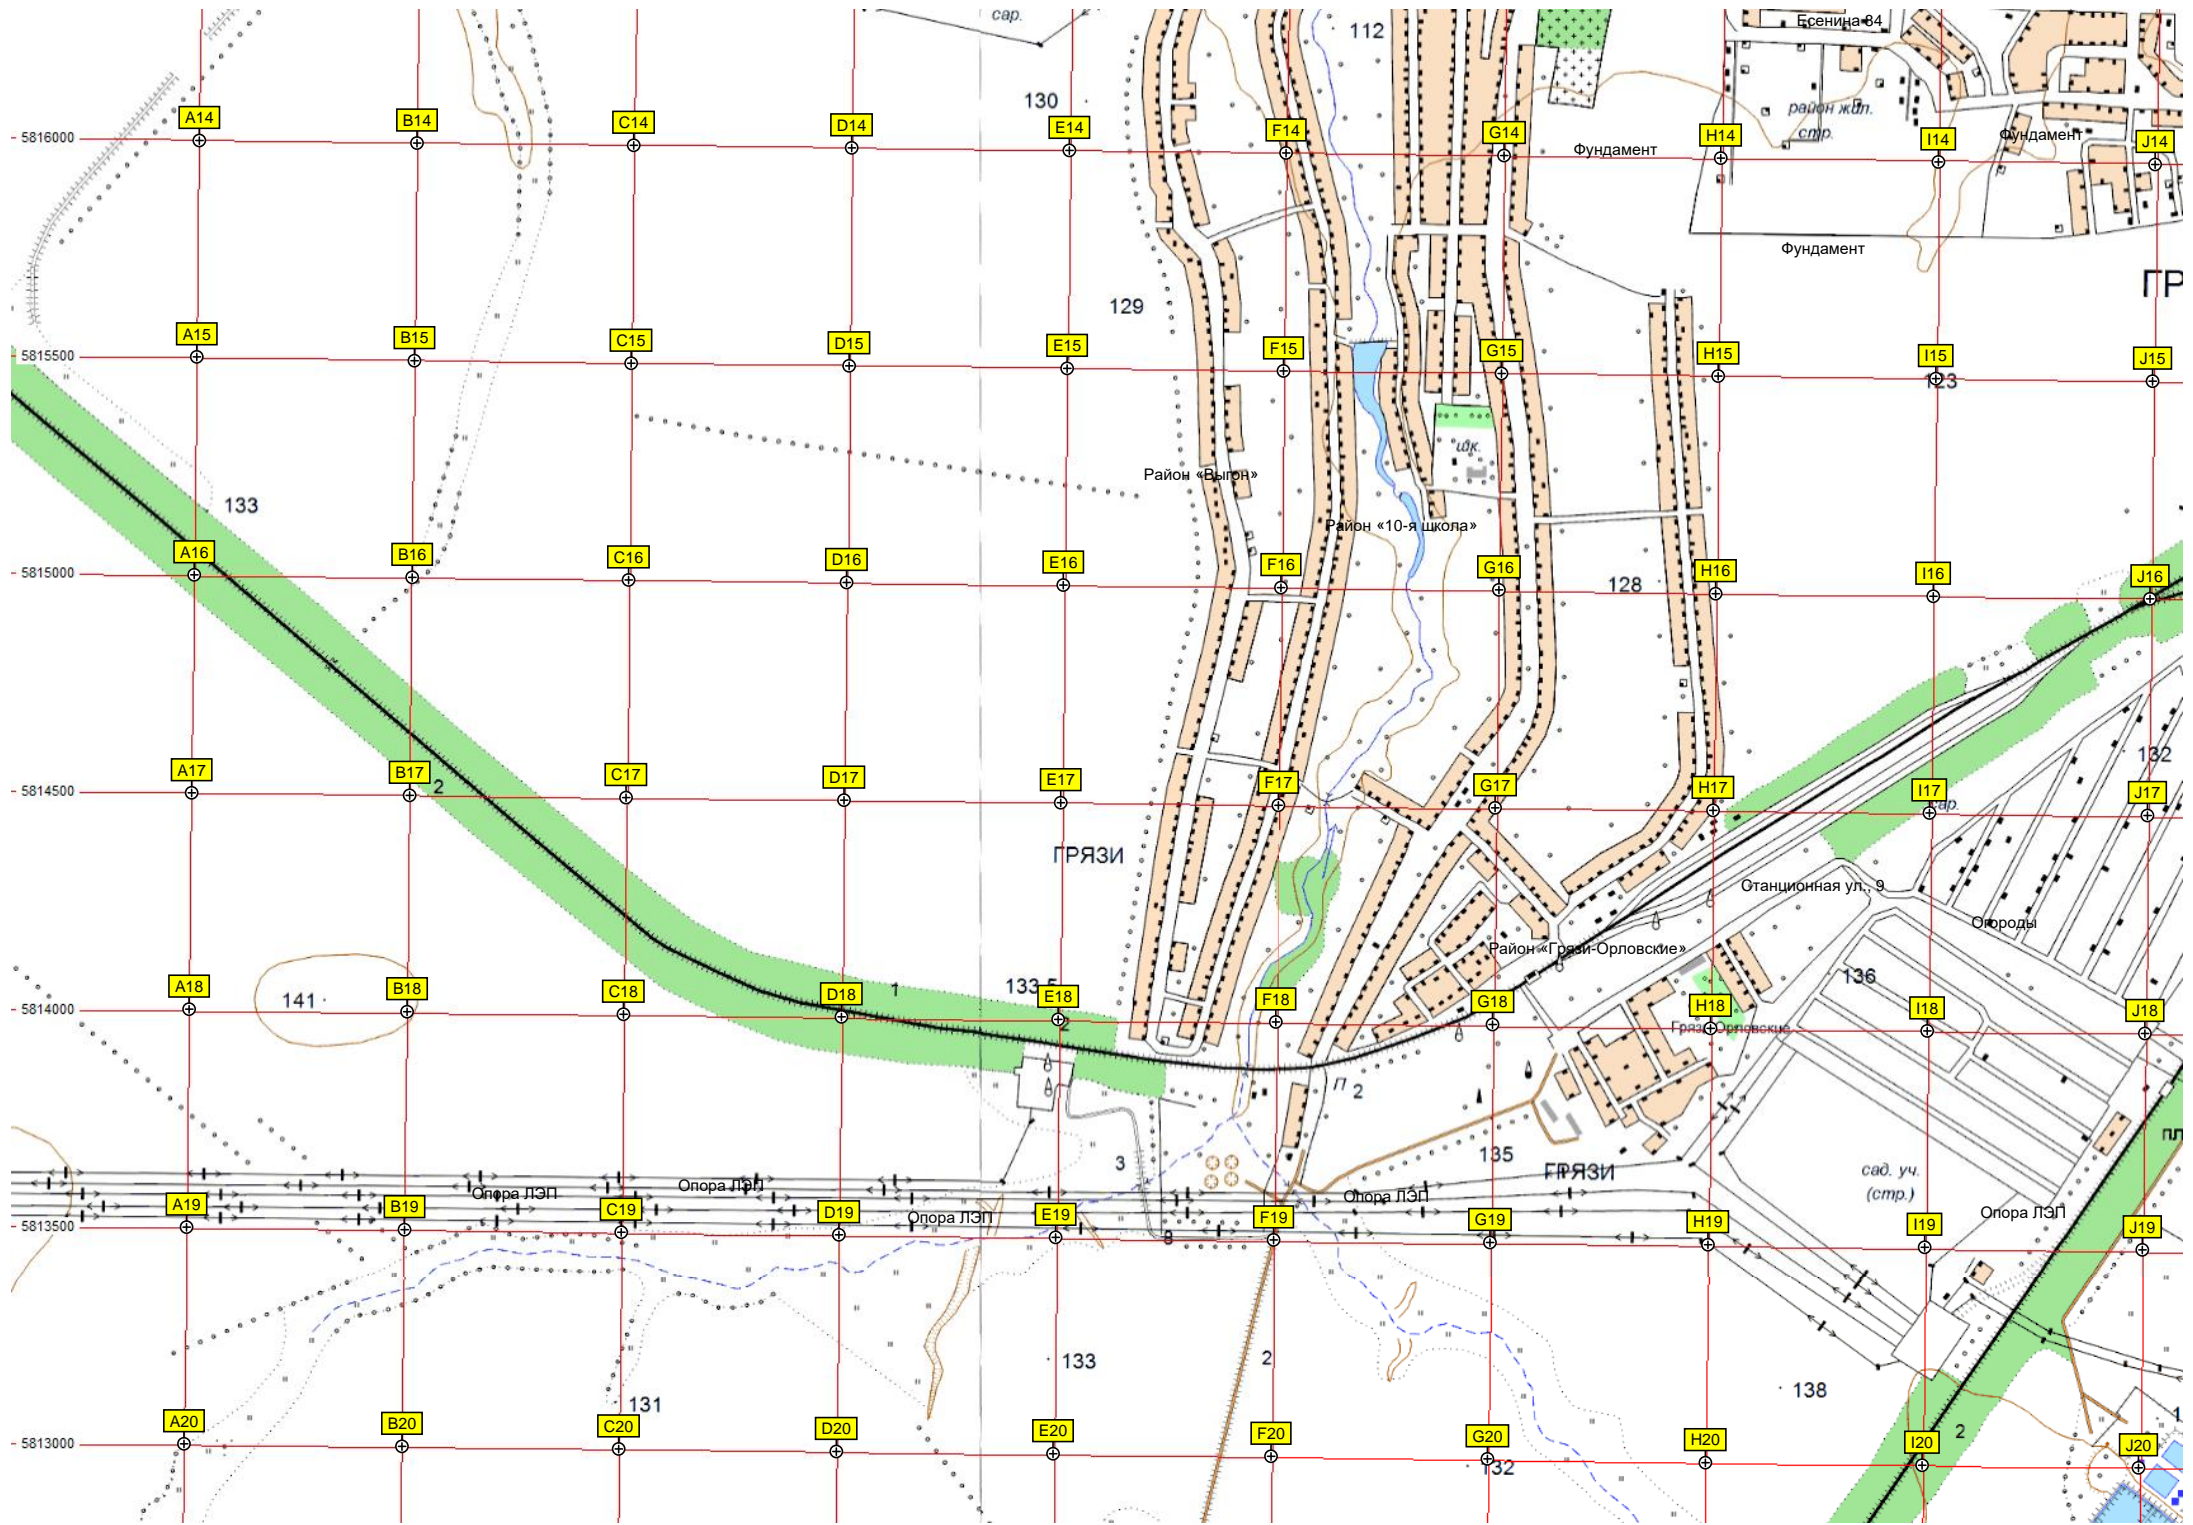 сар.
112
Есенина 84
130
район жил.
стр.
A14
B14
C14
D14
E14
F14
G14
H14
I14
J14
5816000
Фундамент
Фундамент
Фундамент
129
ГР
A15
B15
C15
D15
E15
F15
G15
H15
I15
J15
5815500
123
шк.
Район «Выгон»
133
Район «10-я школа»
A16
B16
C16
D16
E16
F16
G16
H16
I16
J16
5815000
128
132
A17
B17
C17
D17
E17
F17
G17
H17
I17
J17
5814500
2
сар.
ГРЯЗИ
Станционная ул., 9
Огороды
Район «Грязи-Орловские»
136
A18
B18
C18
D18
E18
F18
G18
H18
I18
J18
5814000
141
1
133,5
2
Грязи-Орловские
П
2
3
135
ГРЯЗИ
сад. уч.
(стр.)
Опора ЛЭП
Опора ЛЭП
Опора ЛЭП
Опора ЛЭП
Опора ЛЭП
A19
B19
C19
D19
E19
F19
G19
H19
I19
J19
5813500
8
133
2
138
131
2
A20
B20
C20
D20
E20
F20
G20
H20
I20
J20
5813000
132